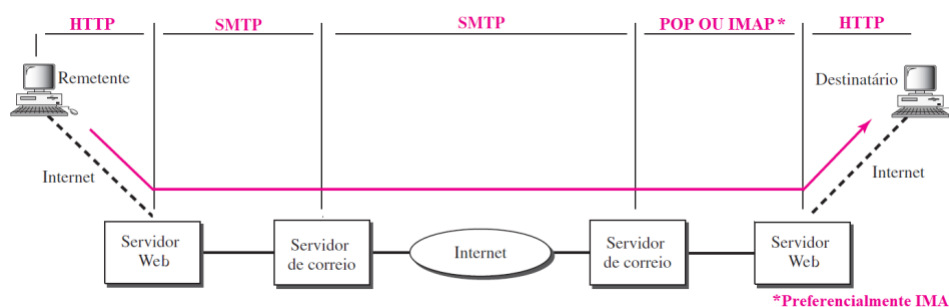 HTTP
SMTP
SMTP
POP OU IMAP *
HTTP
Remetente
Destinatário
Internet
Internet
Servidor
Web
Servidor
de correio
Internet
Servidor
de correio
Servidor
Web
*Preferencialmente IMA